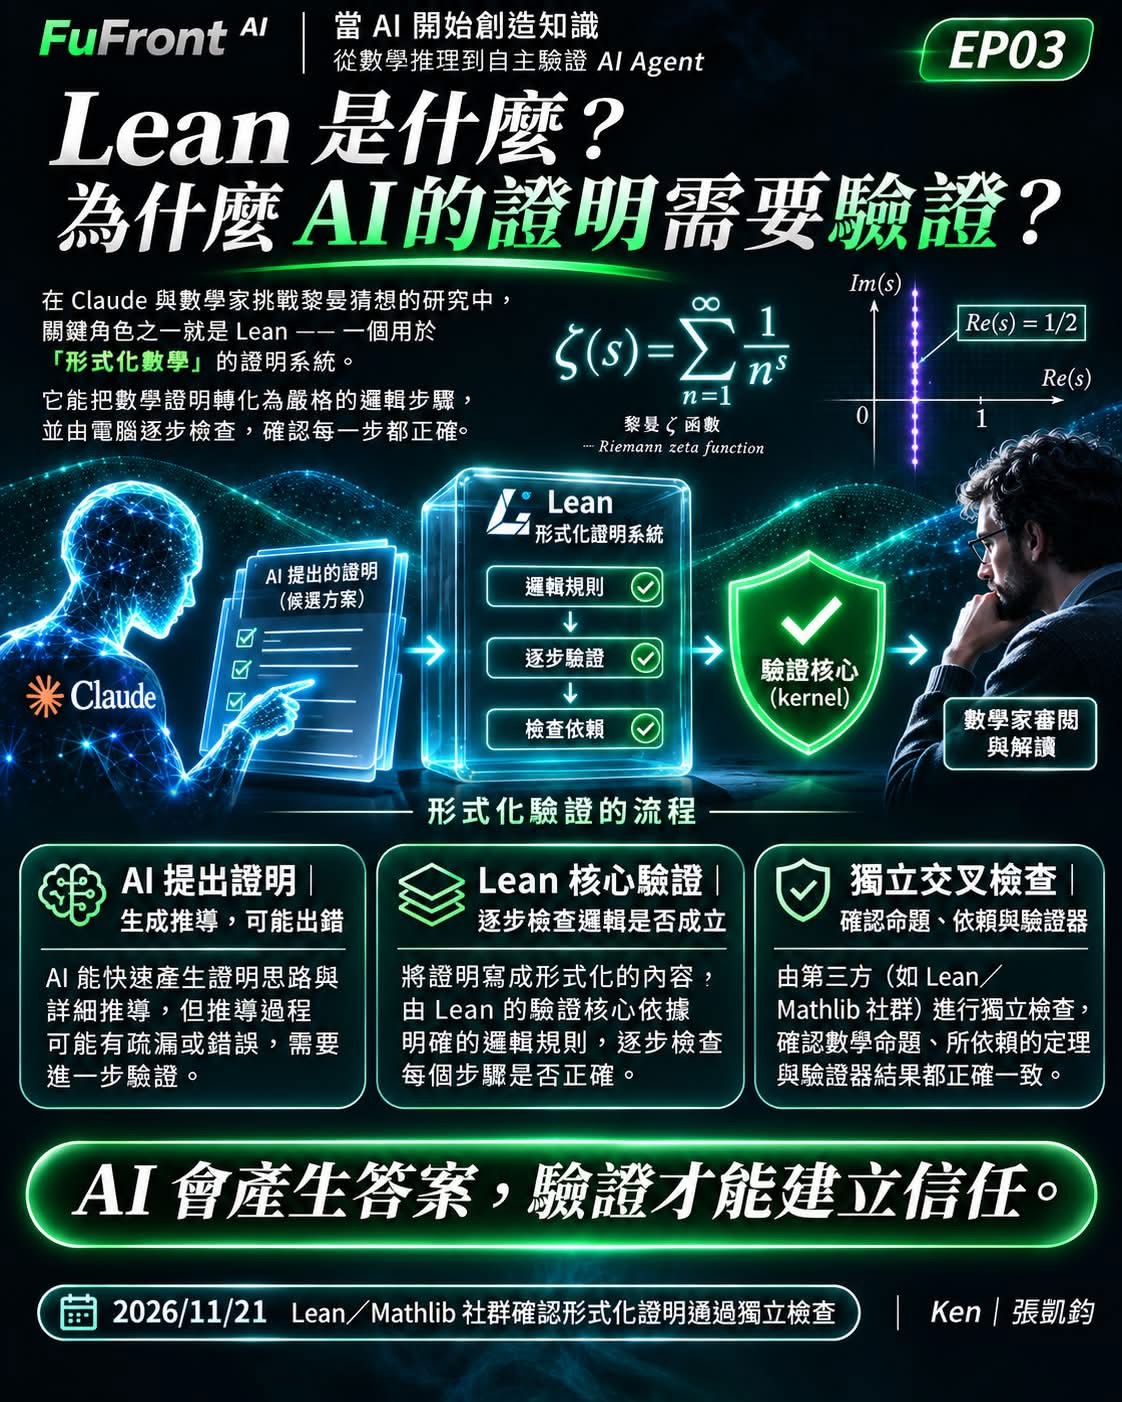 FuFront AI
當 AI 開始創造知識
從數學推理到自主驗證 AI Agent
EP03
Lean 是什麼？
為什麼 AI的證明需要驗證？
在 Claude 與數學家挑戰黎曼猜想的研究中，
關鍵角色之一就是 Lean —— 一個用於
「形式化數學」的證明系統。
它能把數學證明轉化為嚴格的邏輯步驟，
並由電腦逐步檢查，確認每一步都正確。
ζ(s)=∑_{n=1}^{∞} 1/n^s
黎曼 ζ 函數
— Riemann zeta function
Im(s)
Re(s) = 1/2
Re(s)
0
1
Claude
AI 提出的證明
（候選方案）
Lean
形式化證明系統
邏輯規則
逐步驗證
檢查依賴
驗證核心
(kernel)
數學家審閱
與解讀
形式化驗證的流程
AI 提出證明｜
生成推導，可能出錯
AI 能快速產生證明思路與
詳細推導，但推導過程
可能有疏漏或錯誤，需要
進一步驗證。
Lean 核心驗證｜
逐步檢查邏輯是否成立
將證明寫成形式化的內容，
由 Lean 的驗證核心依據
明確的邏輯規則，逐步檢查
每個步驟是否正確。
獨立交叉檢查｜
確認命題、依賴與驗證器
由第三方（如 Lean／
Mathlib 社群）進行獨立檢查，
確認數學命題、所依賴的定理
與驗證器結果都正確一致。
AI 會產生答案，驗證才能建立信任。
2026/11/21 Lean／Mathlib 社群確認形式化證明通過獨立檢查
Ken｜張凱鈞